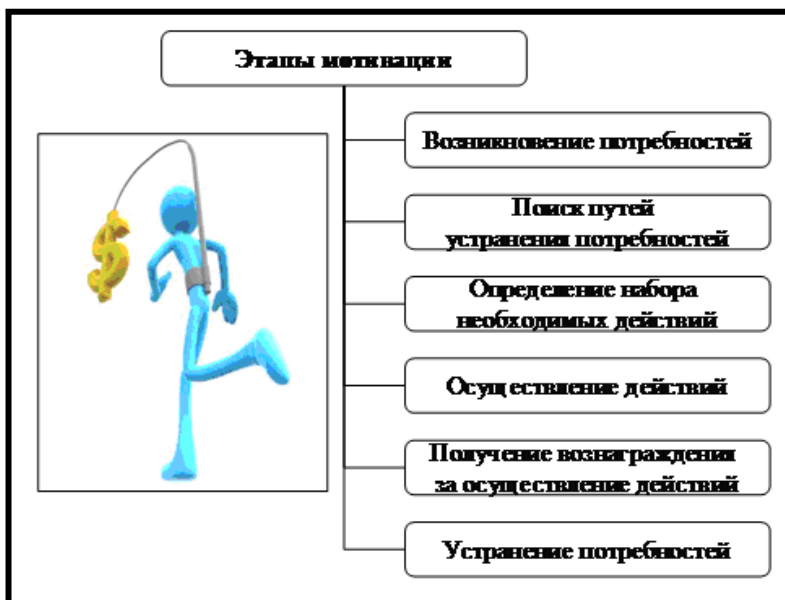 Этапы мотивации
Возникновение потребностей
Поиск путей
устранения потребностей
Определение набора
необходимых действий
Осуществление действий
Получение вознаграждения
за осуществление действий
Устранение потребностей
$